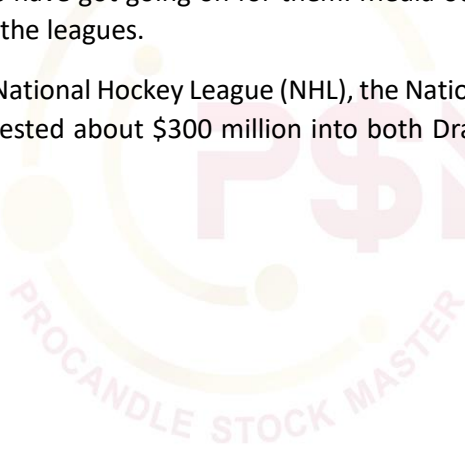 have got going on for them. media
the leagues.
National Hockey League (NHL), the
ested about $300 million into both
P$
PROCANDLE STOCK MASTER